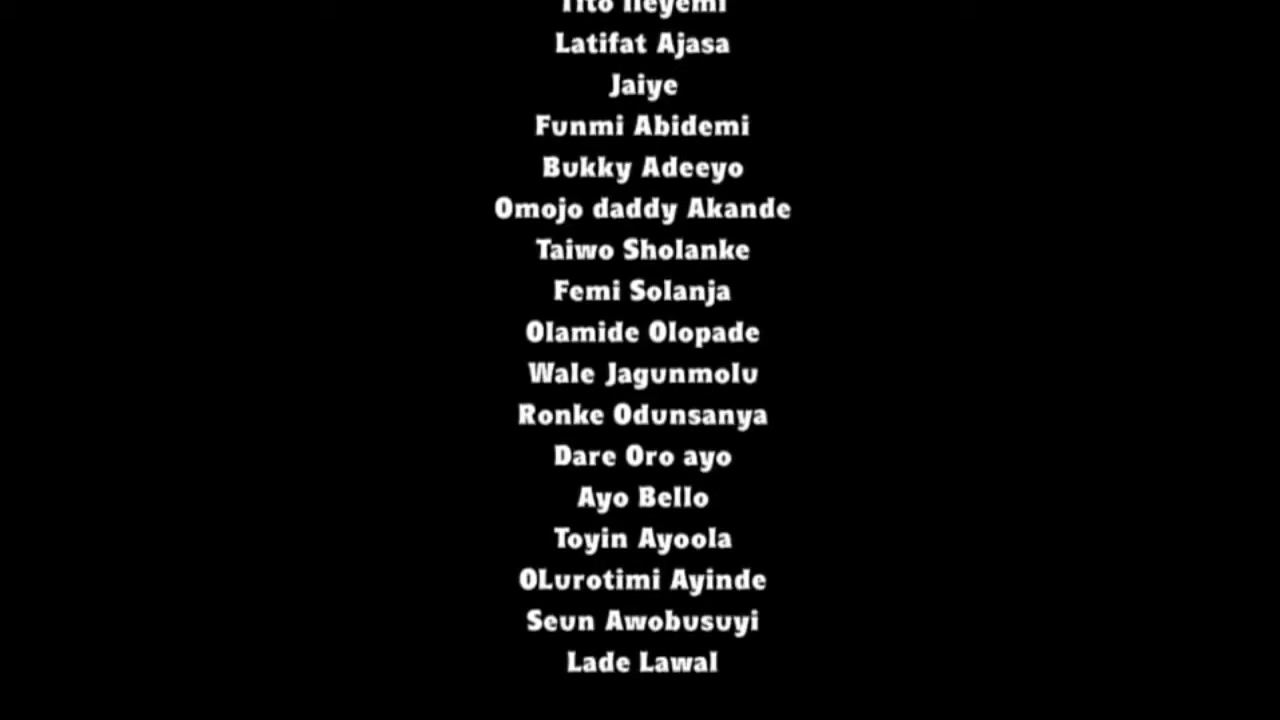 Latifat Ajasa
Jaiye
Funmi Abidemi
Bukky Adeeyo
Omojo daddy Akande
Taiwo Sholanke
Femi Solanja
Olamide Olopade
Wale Jagunmolu
Ronke Odunsanya
Dare Oro ayo
Ayo Bello
Toyin Ayoola
OLurotimi Ayinde
Seun Awobusuyi
Lade Lawal